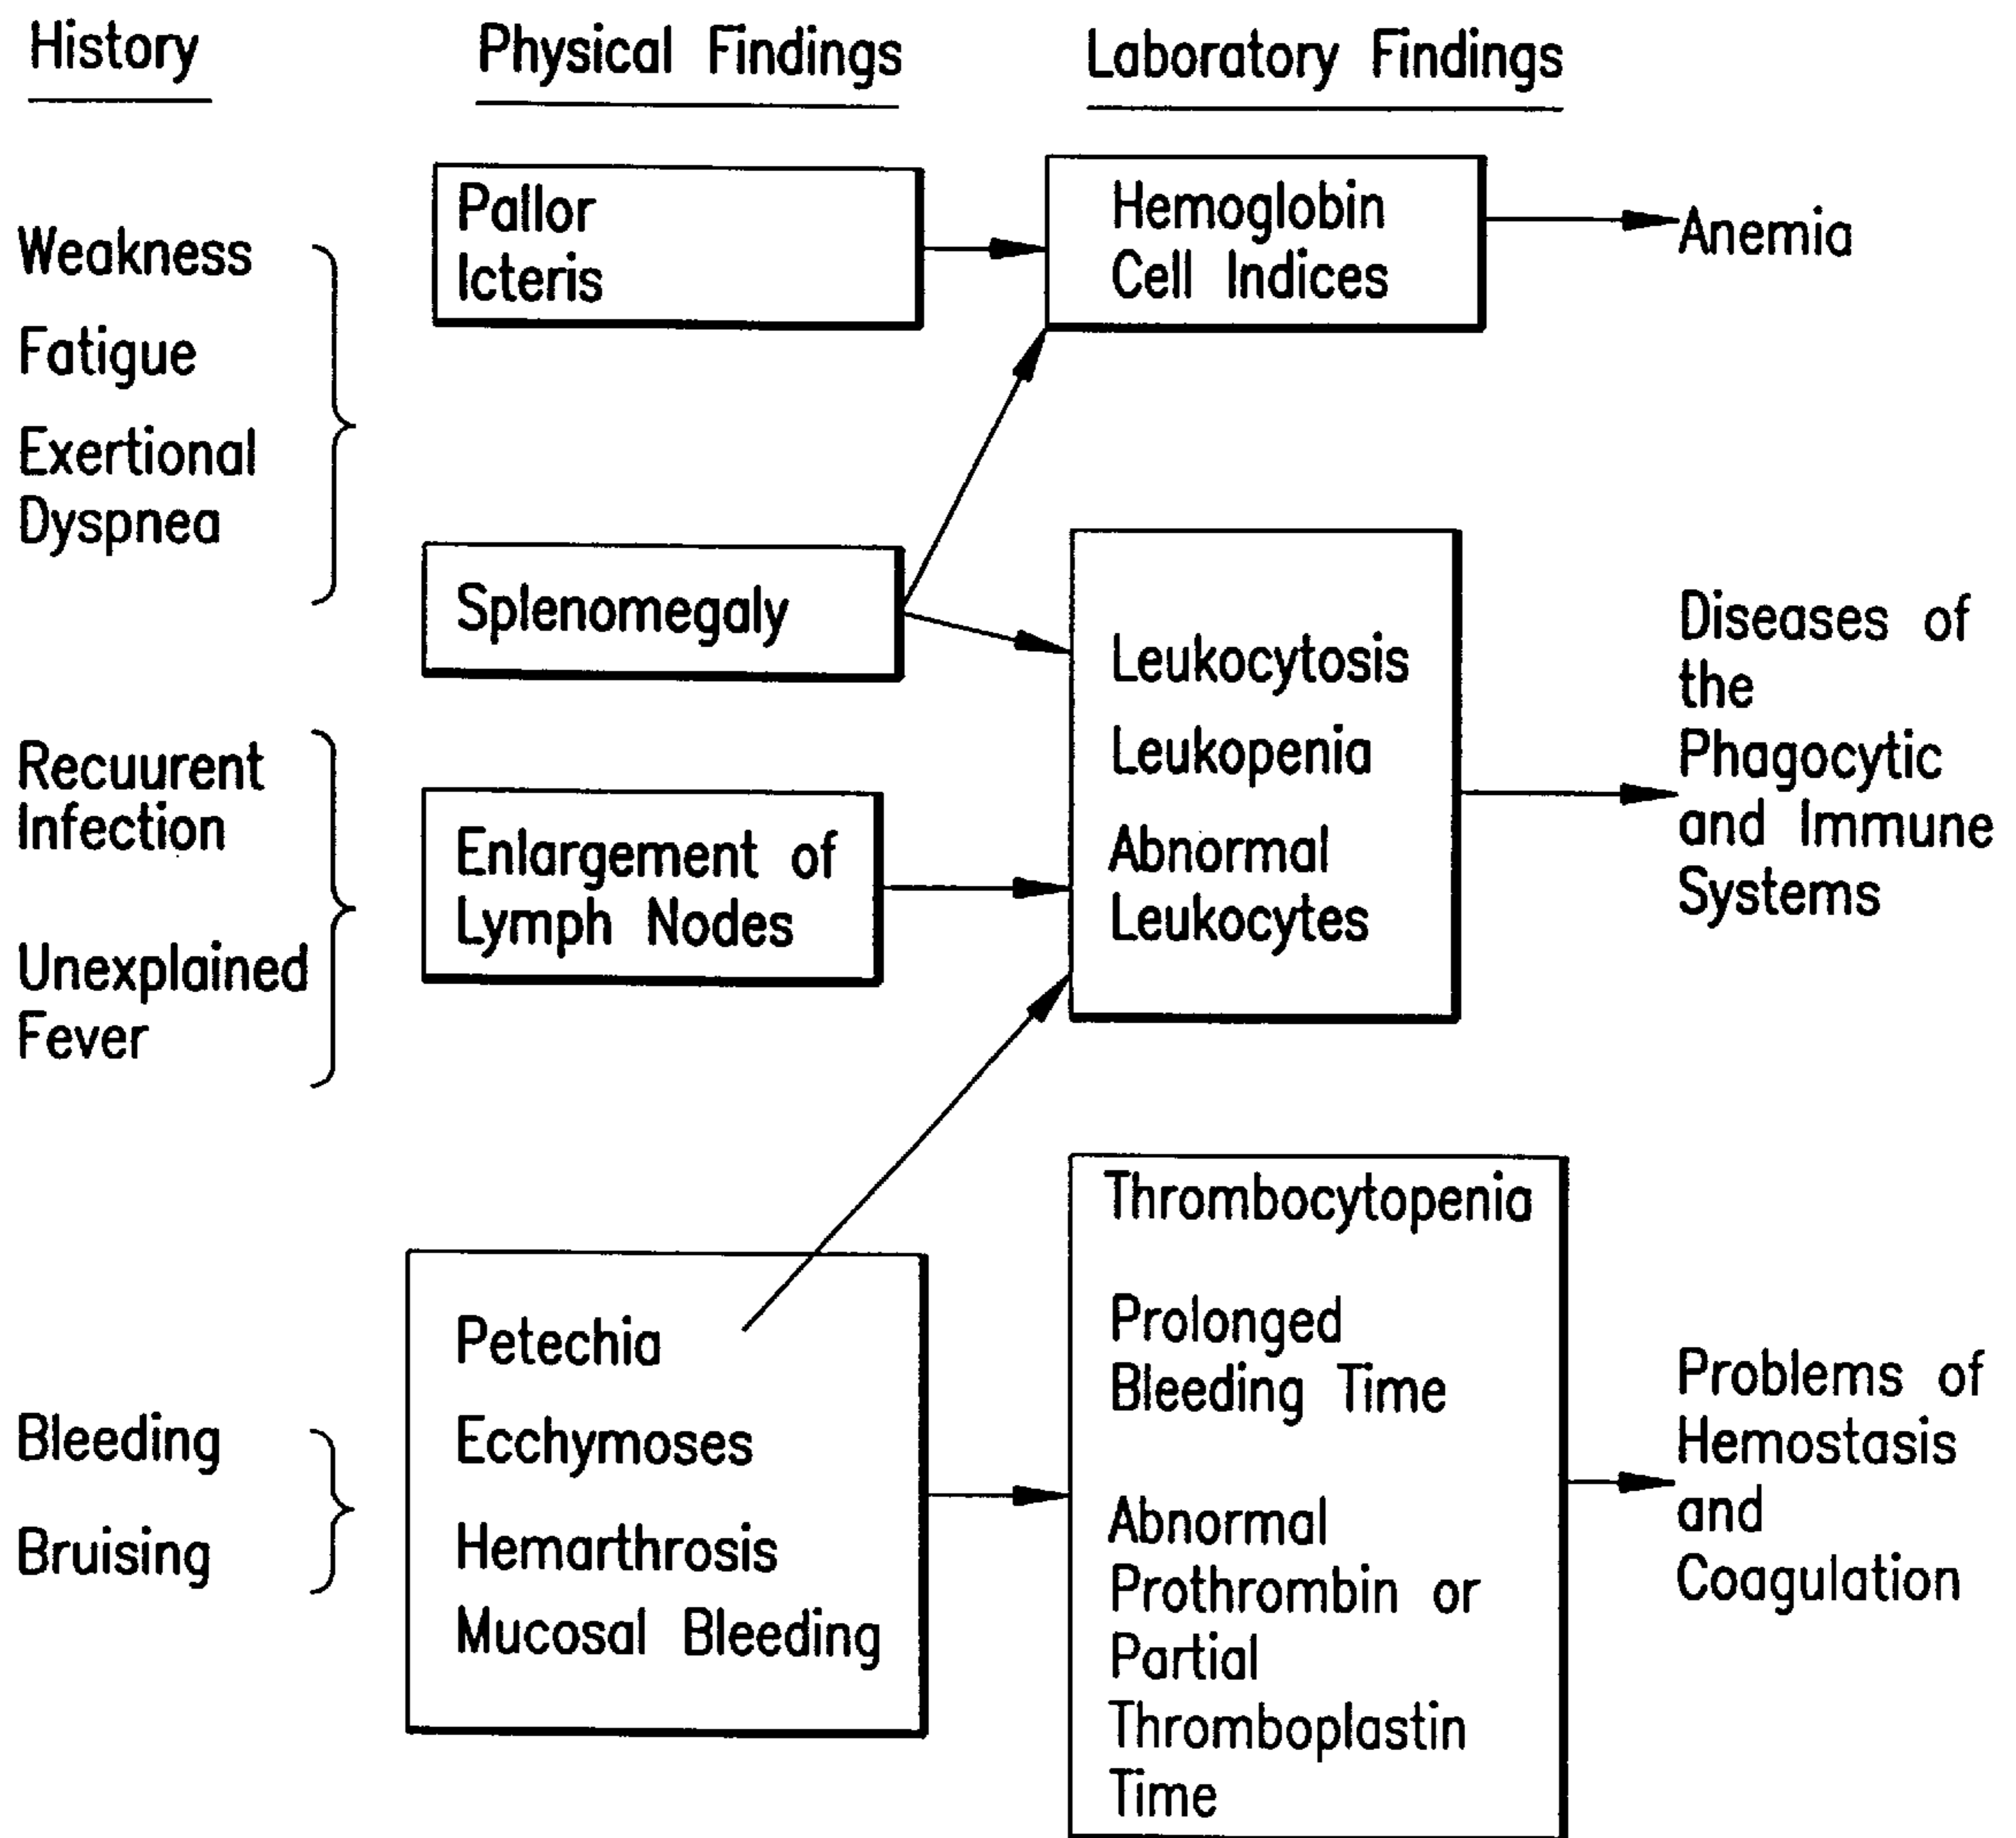 History
Physical Findings
Laboratory Findings
Weakness
Fatigue
Exertional
Dyspnea
Recuurent
Infection
Unexplained
Fever
Bleeding
Bruising
Pallor
Icteris
Splenomegaly
Enlargement of
Lymph Nodes
Petechia
Ecchymoses
Hemarthrosis
Mucosal Bleeding
Hemoglobin
Cell Indices
Leukocytosis
Leukopenia
Abnormal
Leukocytes
Thrombocytopenia
Prolonged
Bleeding Time
Abnormal
Prothrombin or
Partial
Thromboplastin
Time
Anemia
Diseases of
the
Phagocytic
and Immune
Systems
Problems of
Hemostasis
and
Coagulation